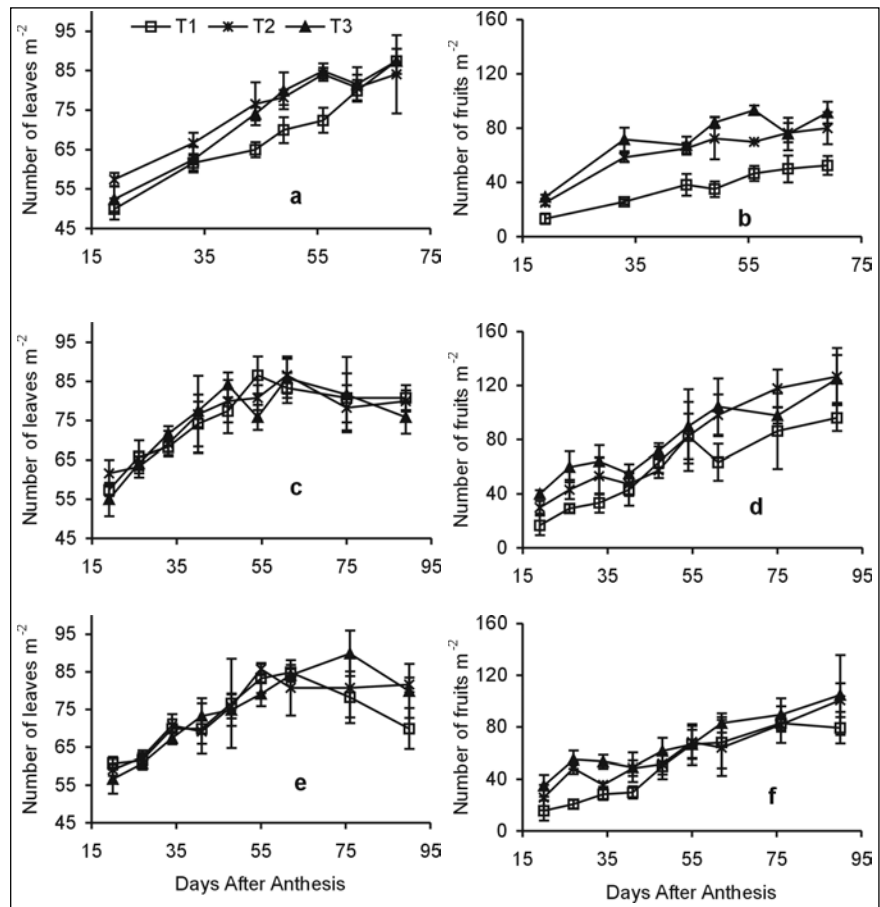 T1 T2 T3
Number of leaves m-2
95
85
75
65
55
45
a
15 35 55 75
Number of fruits m-2
160
120
80
40
0
b
15 35 55 75
Number of leaves m-2
95
85
75
65
55
45
c
15 35 55 75 95
Number of fruits m-2
160
120
80
40
0
d
15 35 55 75 95
Number of leaves m-2
95
85
75
65
55
45
e
15 35 55 75 95
Days After Anthesis
Number of fruits m-2
160
120
80
40
0
f
15 35 55 75 95
Days After Anthesis